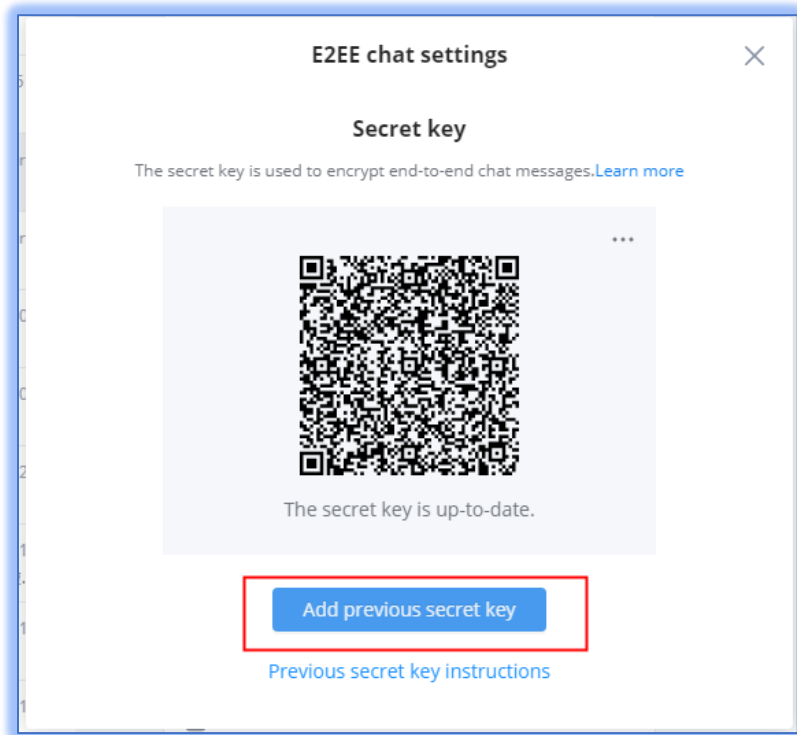 E2EE chat settings
Secret key
The secret key is used to encrypt end-to-end chat messages.Learn more
...
The secret key is up-to-date.
Add previous secret key
Previous secret key instructions